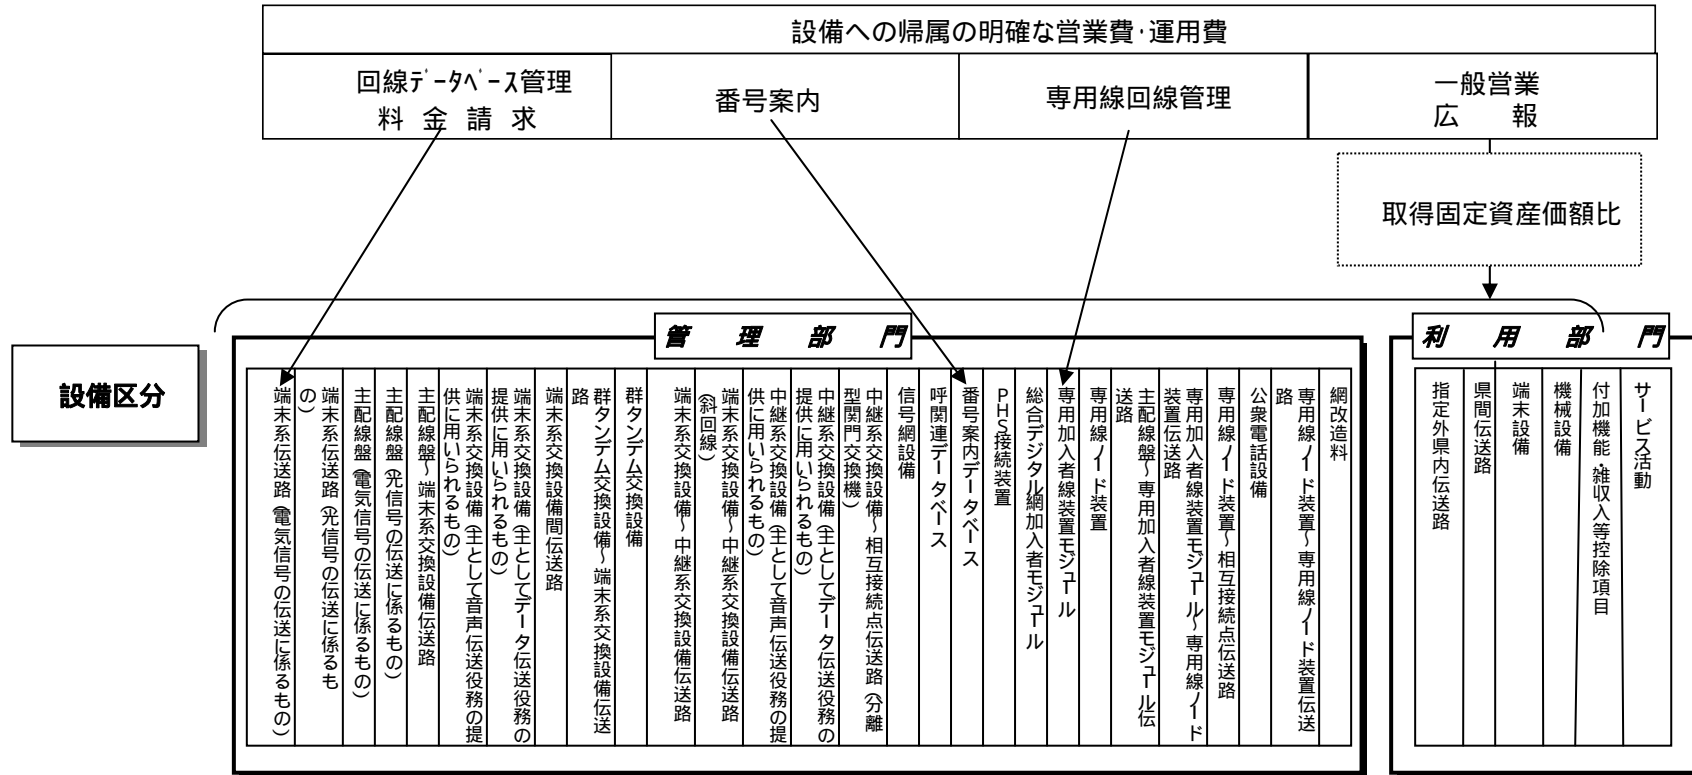 設備への帰属の明確な営業費・運用費
回線ﾃﾞｰﾀﾍﾞｰｽ管理
料金請求
番号案内
専用線回線管理
一般営業
広報
取得固定資産価額比
設備区分
管理部門
端末系伝送路(電気信号の伝送に係るもの)
端末系伝送路(光信号の伝送に係るも
の)
主配線盤(電気信号の伝送に係るもの)
主配線盤(光信号の伝送に係るもの)
主配線盤~端末系交換設備伝送路
端末系交換設備(主として音声伝送役務の提
供に用いられるもの)
端末系交換設備(主としてデータ伝送役務の
提供に用いられるもの)
端末系交換設備間伝送路
群タンデム交換設備~端末系交換設備伝送
路
群タンデム交換設備
端末系交換設備~中継系交換設備伝送路
端末系交換設備~中継系交換設備伝送路
(斜回線)
中継系交換設備(主として音声伝送役務の提
供に用いられるもの)
中継系交換設備(主としてデータ伝送役務の
提供に用いられるもの)
中継系交換設備~相互接続点伝送路(分離
型関門交換機)
信号網設備
呼関連データベース
番号案内データベース
PHS接続装置
総合デジタル網加入者モジュール
専用加入者線装置モジュール
専用線ノード装置
主配線盤~専用加入者線装置モジュール伝
送路
専用加入者線装置モジュール~専用線ノード
装置伝送路
専用線ノード装置~相互接続点伝送路
公衆電話設備
専用線ノード装置~専用線ノード装置伝送
路
網改造料
利用部門
指定外県内伝送路
県間伝送路
端末設備
機械設備
付加機能・雑収入等控除項目
サービス活動